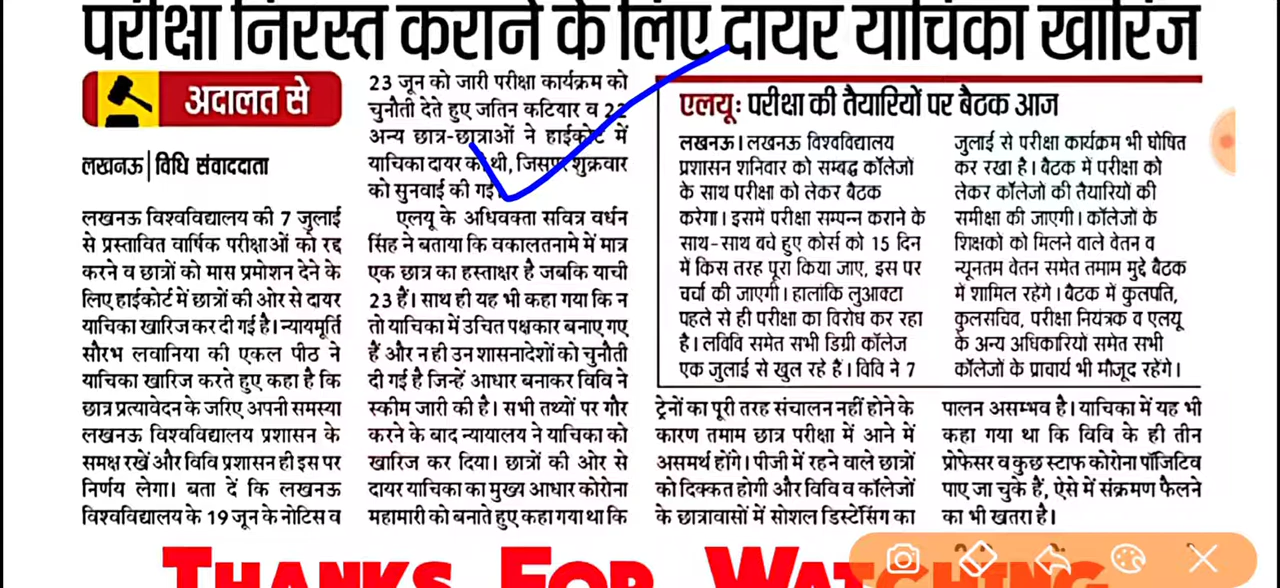 परीक्षा निरस्त कराने के लिए दायर याचिका खारिज
अदालत से
लखनऊ | विधि संवाददाता
लखनऊ विश्वविद्यालय की 7 जुलाई
से प्रस्तावित वार्षिक परीक्षाओं को रद्द
करने व छात्रों को मास प्रमोशन देने के
लिए हाईकोर्ट में छात्रों की ओर से दायर
याचिका खारिज कर दी गई है। न्यायमूर्ति
सौरभ लवानिया की एकल पीठ ने
याचिका खारिज करते हुए कहा है कि
छात्र प्रत्यावेदन के जरिए अपनी समस्या
लखनऊ विश्वविद्यालय प्रशासन के
समक्ष रखें और विवि प्रशासन ही इस पर
निर्णय लेगा। बता दें कि लखनऊ
विश्वविद्यालय के 19 जून के नोटिस व
23 जून को जारी परीक्षा कार्यक्रम को
चुनौती देते हुए जतिन कटियार व 22
अन्य छात्र-छात्राओं ने हाईकोर्ट में
याचिका दायर की थी, जिसपर शुक्रवार
को सुनवाई की गई।
एलयू के अधिवक्ता सवित्र वर्धन
सिंह ने बताया कि वकालतनामे में मात्र
एक छात्र का हस्ताक्षर है जबकि याची
23 हैं। साथ ही यह भी कहा गया कि न
तो याचिका में उचित पक्षकार बनाए गए
हैं और न ही उन शासनादेशों को चुनौती
दी गई है जिन्हें आधार बनाकर विवि ने
स्कीम जारी की है। सभी तथ्यों पर गौर
करने के बाद न्यायालय ने याचिका को
खारिज कर दिया। छात्रों की ओर से
दायर याचिका का मुख्य आधार कोरोना
महामारी को बनाते हुए कहा गया था कि
ट्रेनों का पूरी तरह संचालन नहीं होने के
कारण तमाम छात्र परीक्षा में आने में
असमर्थ होंगे। पीजी में रहने वाले छात्रों
को दिक्कत होगी और विवि व कॉलेजों
के छात्रावासों में सोशल डिस्टेंसिंग का
पालन असम्भव है। याचिका में यह भी
कहा गया था कि विवि के ही तीन
प्रोफेसर व कुछ स्टाफ कोरोना पॉजिटिव
पाए जा चुके हैं, ऐसे में संक्रमण फैलने
का भी खतरा है।
एलयू: परीक्षा की तैयारियों पर बैठक आज
लखनऊ। लखनऊ विश्वविद्यालय
प्रशासन शनिवार को सम्बद्ध कॉलेजों
के साथ परीक्षा को लेकर बैठक
करेगा। इसमें परीक्षा सम्पन्न कराने के
साथ-साथ बचे हुए कोर्स को 15 दिन
में किस तरह पूरा किया जाए, इस पर
चर्चा की जाएगी। हालांकि लुआक्टा
पहले से ही परीक्षा का विरोध कर रहा
है। लविवि समेत सभी डिग्री कॉलेज
एक जुलाई से खुल रहे हैं। विवि ने 7
जुलाई से परीक्षा कार्यक्रम भी घोषित
कर रखा है। बैठक में परीक्षा को
लेकर कॉलेजों की तैयारियों की
समीक्षा की जाएगी। कॉलेजों के
शिक्षकों को मिलने वाले वेतन व
न्यूनतम वेतन समेत तमाम मुद्दे बैठक
में शामिल रहेंगे। बैठक में कुलपति,
कुलसचिव, परीक्षा नियंत्रक व एलयू
के अन्य अधिकारियों समेत सभी
कॉलेजों के प्राचार्य भी मौजूद रहेंगे।
THANKS FOR WATCHING